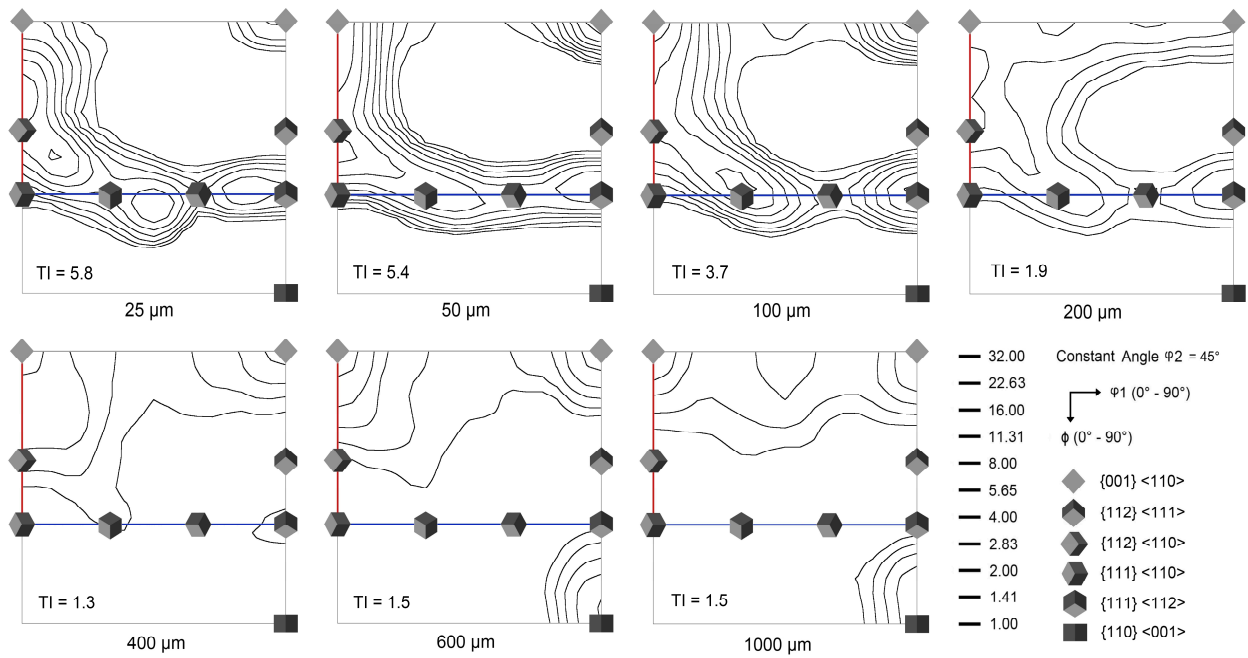 TI = 5.8
25 µm
TI = 5.4
50 µm
TI = 3.7
100 µm
TI = 1.9
200 µm
TI = 1.3
400 µm
TI = 1.5
600 µm
TI = 1.5
1000 µm
32.00
22.63
16.00
11.31
8.00
5.65
4.00
2.83
2.00
1.41
1.00
Constant Angle φ2 = 45°
φ1 (0° - 90°)
ϕ (0° - 90°)
{001} <110>
{112} <111>
{112} <110>
{111} <110>
{111} <112>
{110} <001>